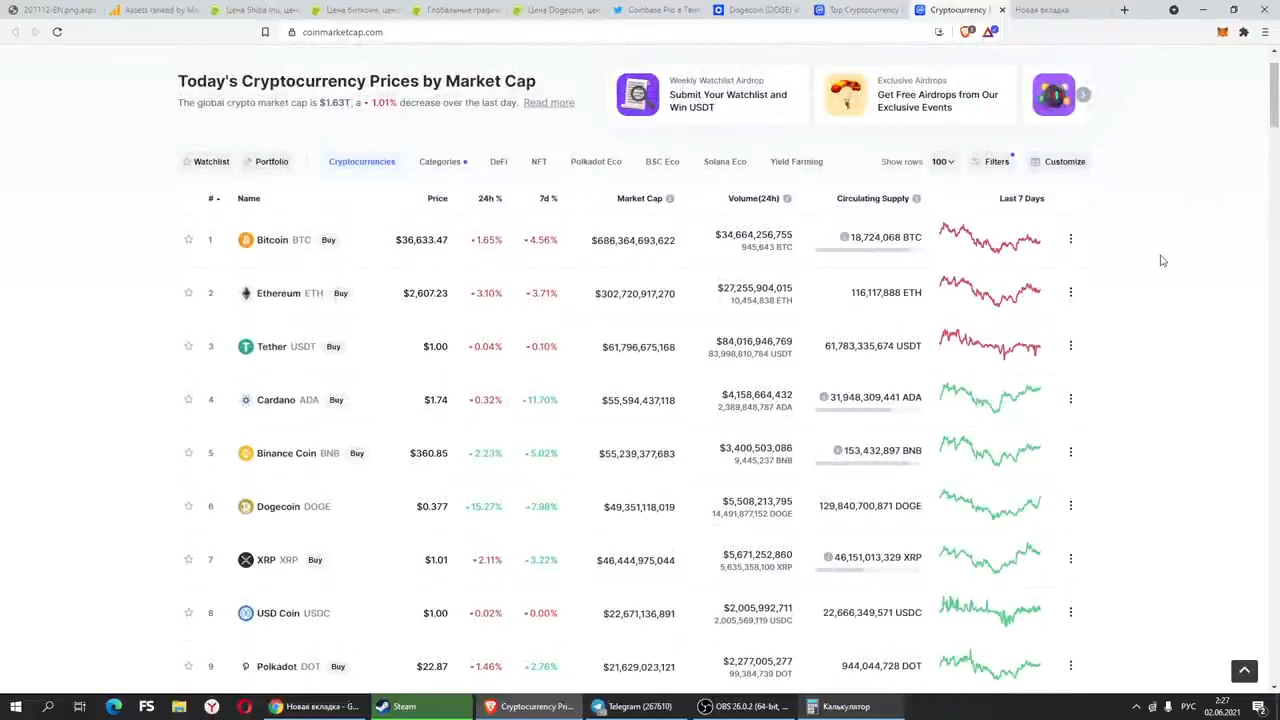 201112-EN.png.aspx
Assets ranked by M
Цена Shiba Inu, гр
Цена Dogecoin, гр
Цена Dogecoin, гр
Coinbase Pro в Тви
Dogecoin (DOGE)
Top Cryptocurrency
Cryptocurrency
Новая вкладка
coinmarketcap.com
Today's Cryptocurrency Prices by Market Cap
The global crypto market cap is $1.63T, a 1.01% decrease over the last day. Read more
Weekly Watchlist Airdrop
Submit Your Watchlist and
Win USDT
Exclusive Airdrops
Get Free Airdrops from Our
Exclusive Events
Watchlist Portfolio Cryptocurrencies Categories DeFi NFT Polkadot Eco BSC Eco Solana Eco Yield Farming Show rows 100 Filters Customize
# Name Price 24h % 7d % Market Cap Volume(24h) Circulating Supply Last 7 Days
1 Bitcoin BTC Buy $36,633.47 1.65% 4.56% $686,364,693,622 $34,664,256,755 18,724,068 BTC
945,643 BTC
2 Ethereum ETH Buy $2,607.23 3.10% 3.71% $302,720,917,270 $27,255,904,015 116,117,888 ETH
10,454,838 ETH
3 Tether USDT Buy $1.00 0.04% 0.10% $61,796,675,168 $84,016,946,769 61,783,335,674 USDT
83,998,810,784 USDT
4 Cardano ADA Buy $1.74 0.32% 11.70% $55,594,437,118 $4,158,664,432 31,948,309,441 ADA
2,389,848,787 ADA
5 Binance Coin BNB Buy $360.85 2.23% 5.02% $55,239,377,683 $3,400,503,086 153,432,897 BNB
9,445,237 BNB
6 Dogecoin DOGE $0.377 15.27% 7.98% $49,351,118,019 $5,508,213,795 129,840,700,871 DOGE
14,491,877,152 DOGE
7 XRP XRP Buy $1.01 2.11% 3.22% $46,444,975,044 $5,671,252,860 46,151,013,329 XRP
5,635,358,100 XRP
8 USD Coin USDC $1.00 0.02% 0.00% $22,671,136,891 $2,005,992,711 22,666,349,571 USDC
2,005,569,119 USDC
9 Polkadot DOT Buy $22.87 1.46% 2.76% $21,629,023,121 $2,277,005,277 944,044,728 DOT
99,384,739 DOT
FS Новая вкладка - G... Steam Cryptocurrency Pri... Telegram (267610) OBS 26.0.2 (64-bit, ... Калькулятор РУС 2:27
02.06.2021